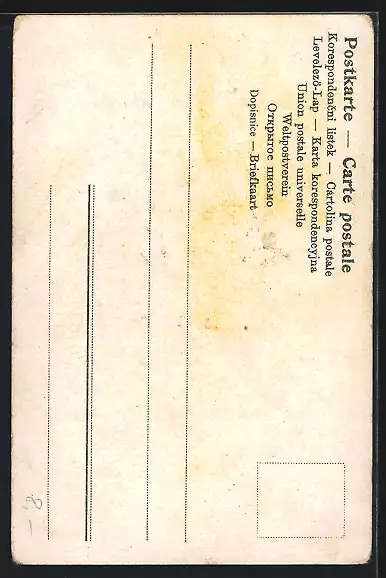 Postkarte — Carte postale
Korespondenční lístek — Cartolina postale
Levelező-Lap — Karta korespondencyjna
Union postale universelle
Weltpostverein
Открытое письмо
Dopisnice — Briefkaart
8